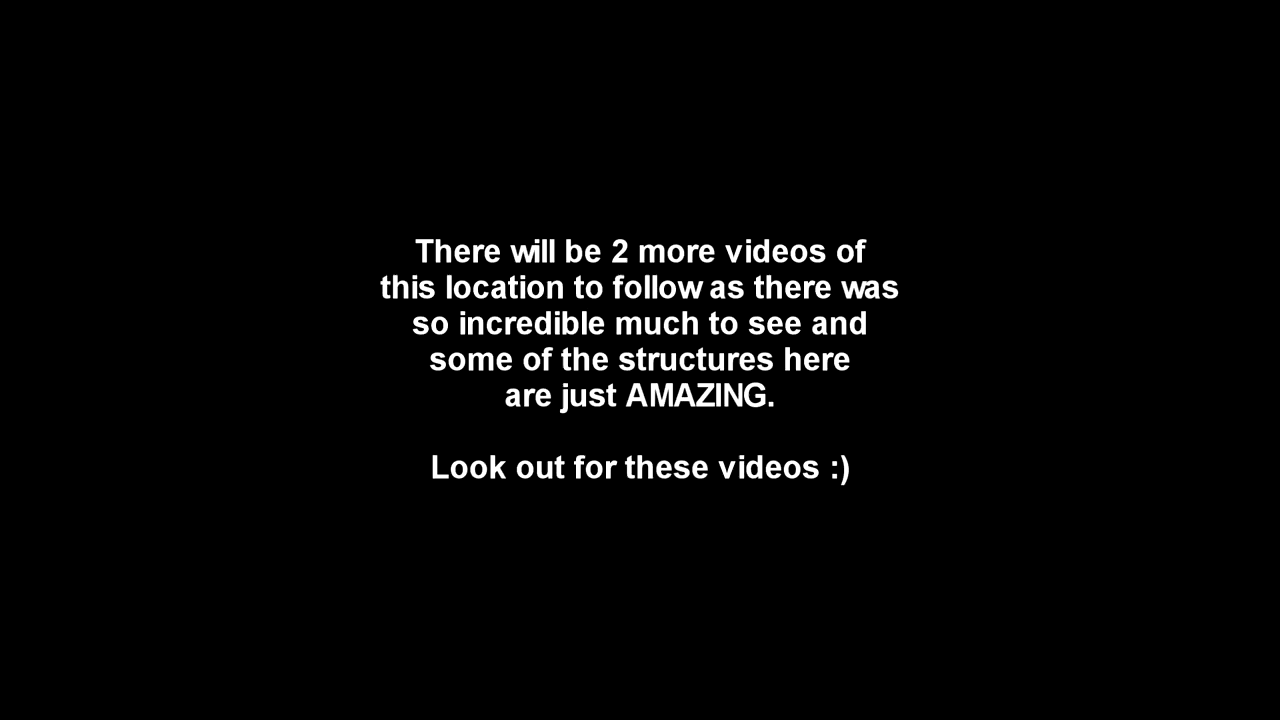 There will be 2 more videos of
this location to follow as there was
so incredible much to see and
some of the structures here
are just AMAZING.
Look out for these videos :)